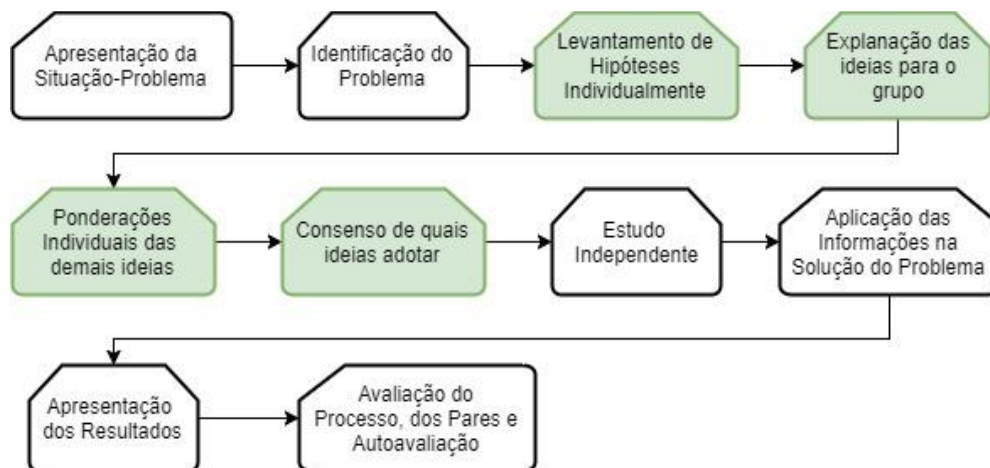 Apresentação da
Situação-Problema
Identificação do
Problema
Levantamento de
Hipóteses
Individualmente
Explanação das
ideias para o
grupo
Ponderações
Individuais das
demais ideias
Consenso de quais
ideias adotar
Estudo
Independente
Aplicação das
Informações na
Solução do Problema
Apresentação
dos Resultados
Avaliação do
Processo, dos Pares e
Autoavaliação